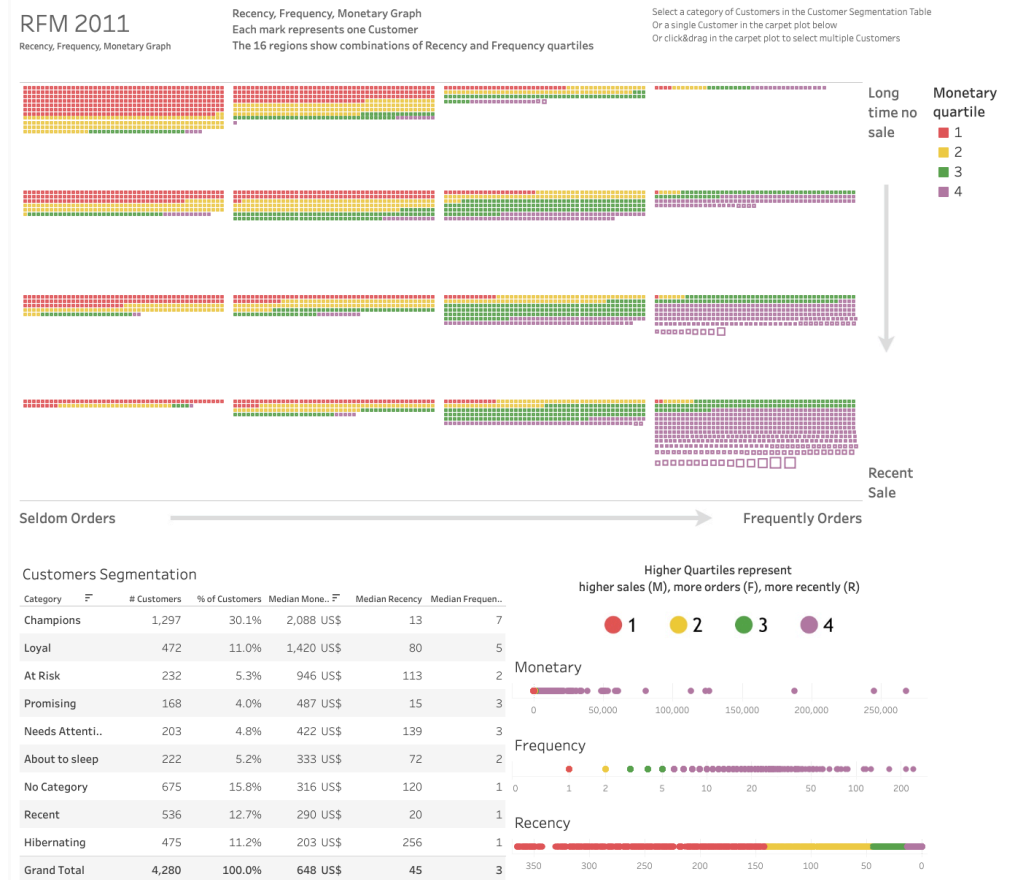 RFM 2011
Recency, Frequency, Monetary Graph
Recency, Frequency, Monetary Graph
Each mark represents one Customer
The 16 regions show combinations of Recency and Frequency quartiles
Select a category of Customers in the Customer Segmentation Table
Or a single Customer in the carpet plot below
Or click&drag in the carpet plot to select multiple Customers
Long time no sale
Monetary quartile
1
2
3
4
Recent Sale
Seldom Orders
Frequently Orders
Customers Segmentation
Category # Customers % of Customers Median Mone.. Median Recency Median Frequen..
Champions 1,297 30.1% 2,088 US$ 13 7
Loyal 472 11.0% 1,420 US$ 80 5
At Risk 232 5.3% 946 US$ 113 2
Promising 168 4.0% 487 US$ 15 3
Needs Attenti.. 203 4.8% 422 US$ 139 3
About to sleep 222 5.2% 333 US$ 72 2
No Category 675 15.8% 316 US$ 120 1
Recent 536 12.7% 290 US$ 20 1
Hibernating 475 11.2% 203 US$ 256 1
Grand Total 4,280 100.0% 648 US$ 45 3
Higher Quartiles represent
higher sales (M), more orders (F), more recently (R)
1 2 3 4
Monetary
0 50,000 100,000 150,000 200,000 250,000
Frequency
0 1 2 5 10 20 50 100 200
Recency
350 300 250 200 150 100 50 0